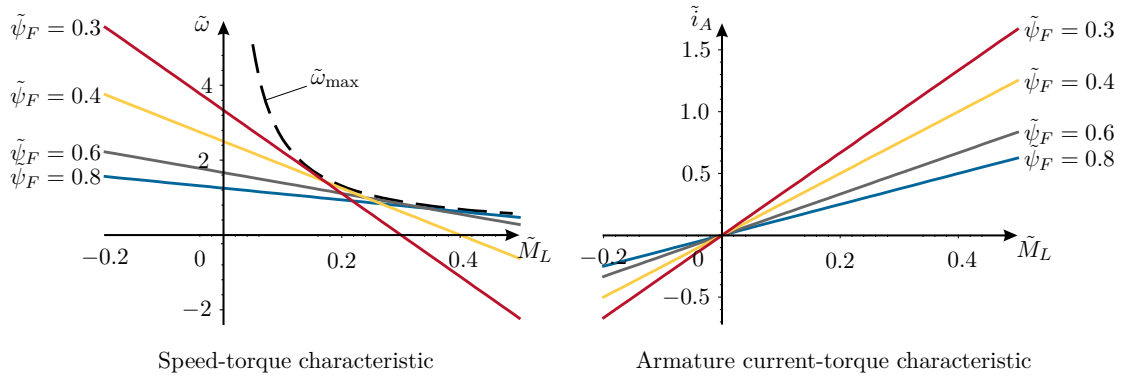 ω̃
ψ̃_F = 0.3
4
ω̃_max
ψ̃_F = 0.4
2
ψ̃_F = 0.6
ψ̃_F = 0.8
−0.2
0
0.2
0.4
M̃_L
−2
Speed-torque characteristic
ĩ_A
1.5
ψ̃_F = 0.3
ψ̃_F = 0.4
1.0
ψ̃_F = 0.6
0.5
ψ̃_F = 0.8
−0.2
0
0.2
0.4
M̃_L
−0.5
Armature current-torque characteristic